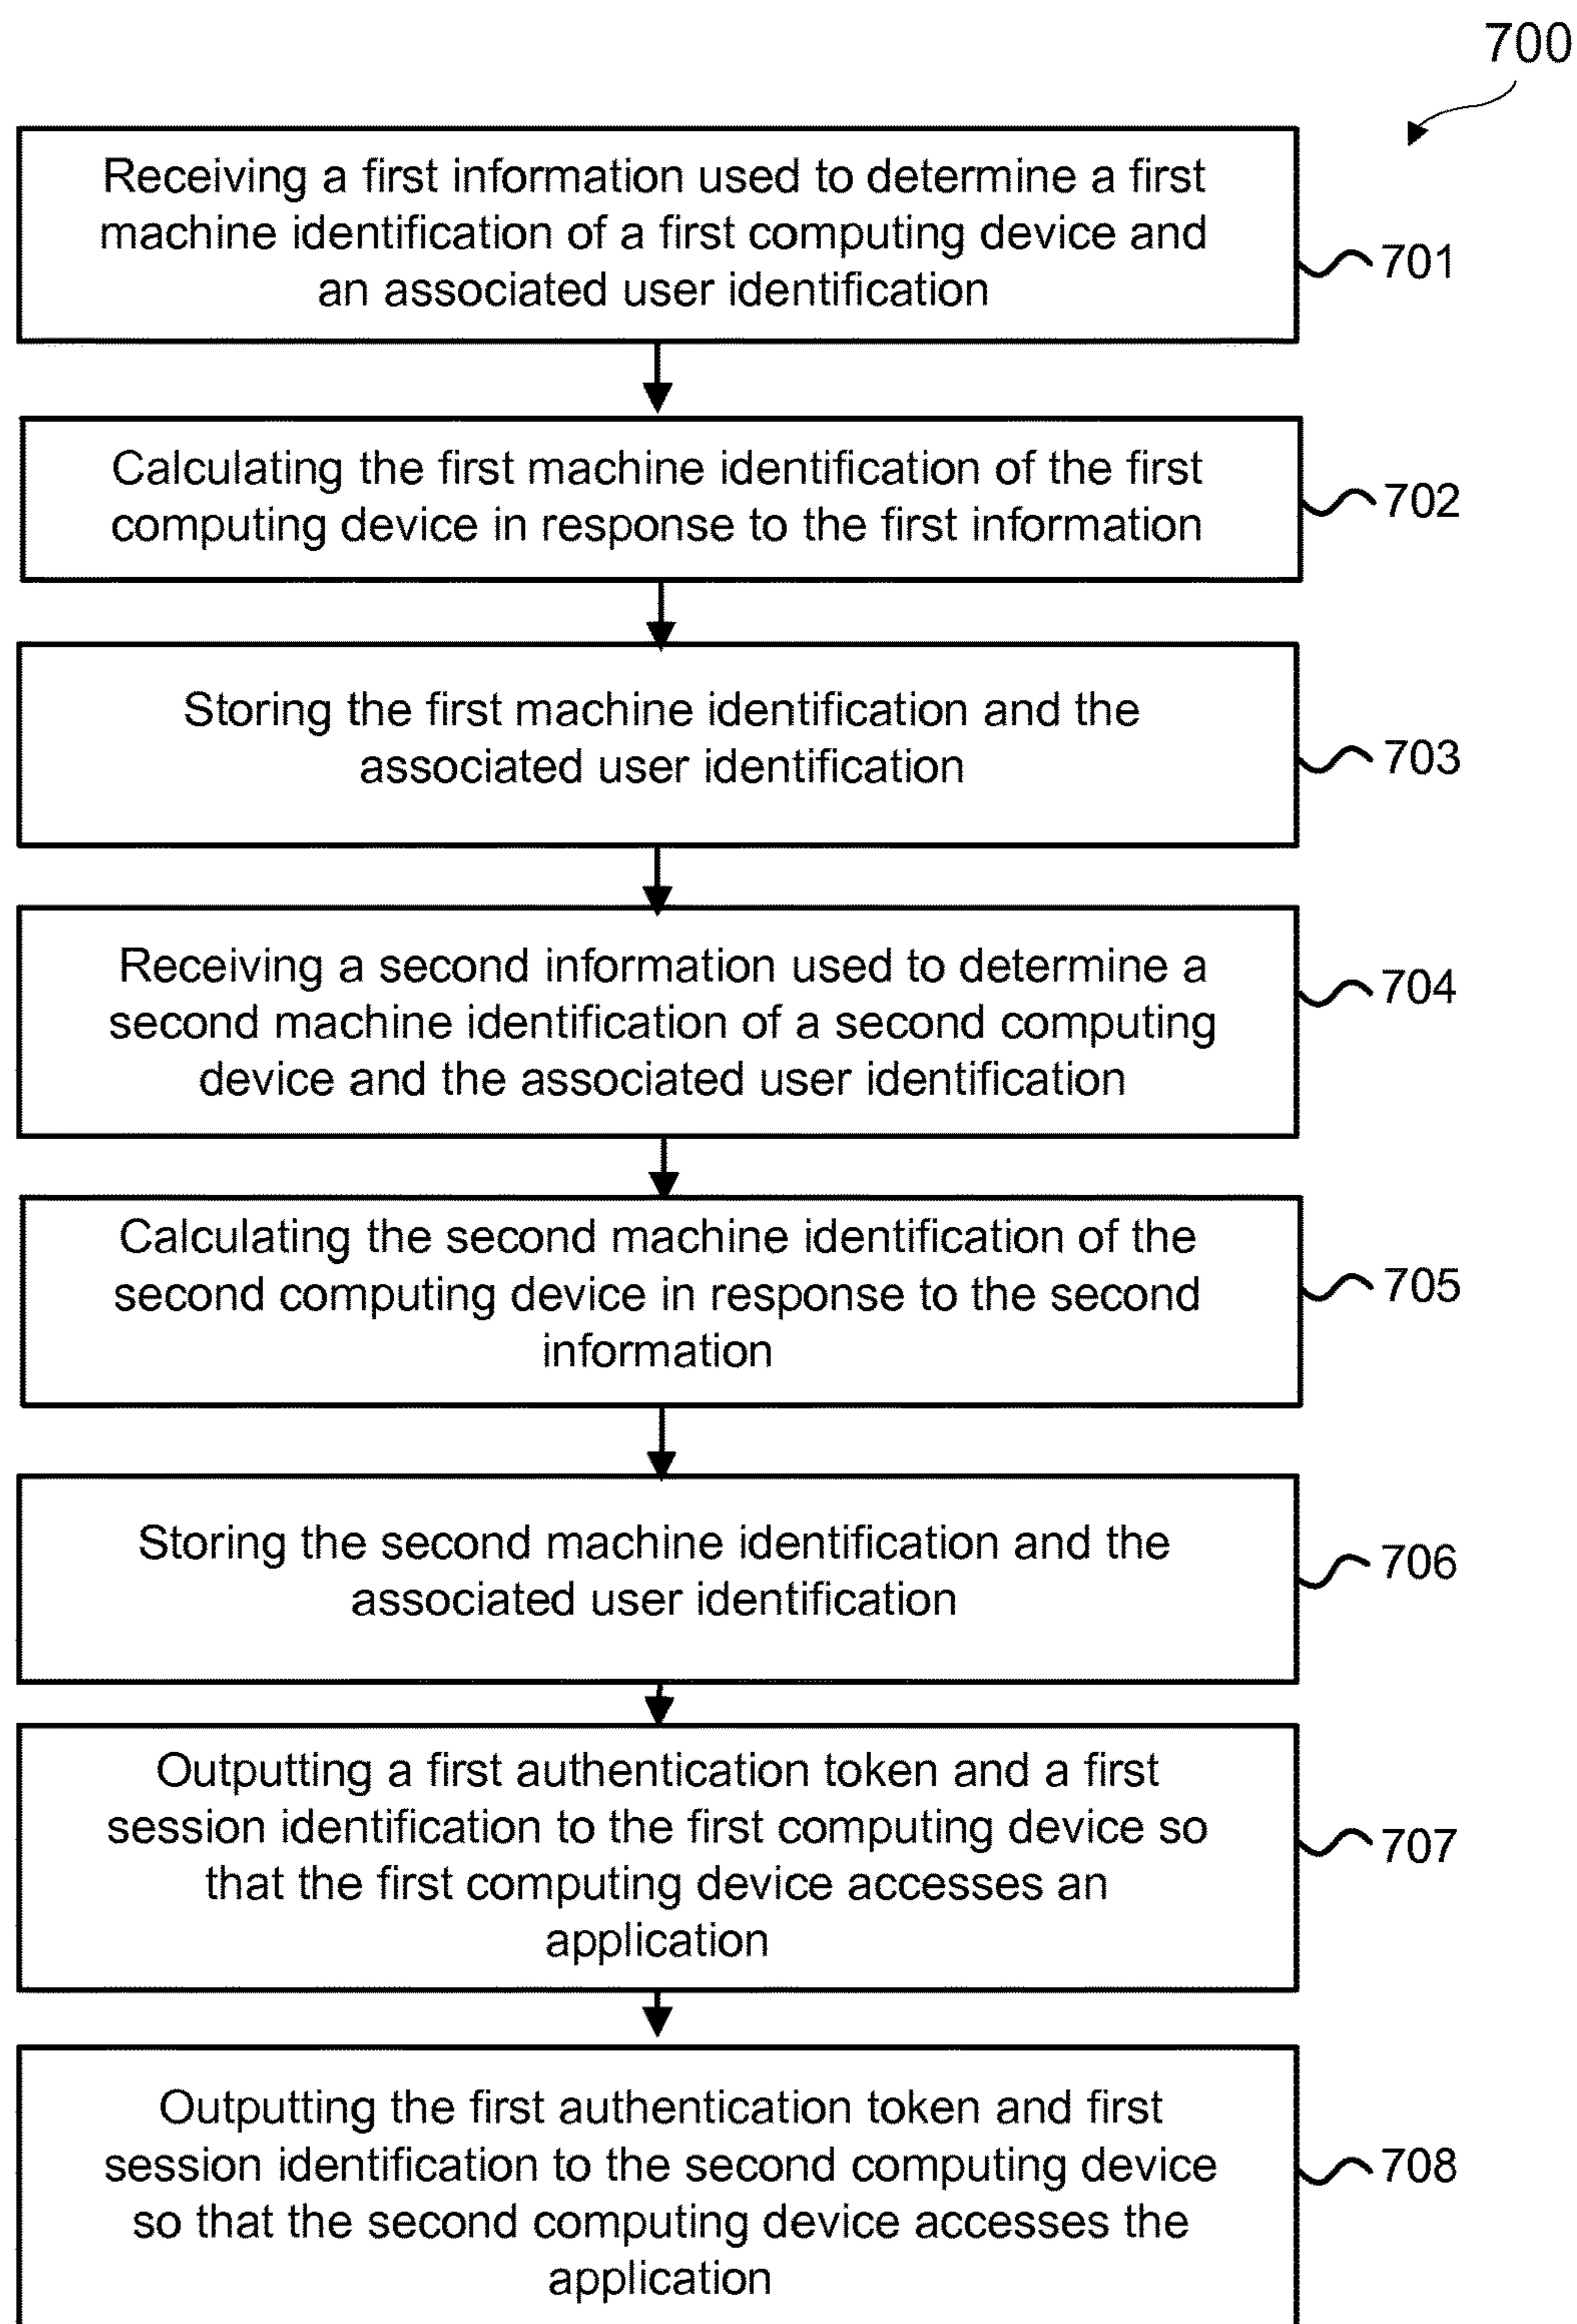 700
Receiving a first information used to determine a first
machine identification of a first computing device and
an associated user identification
701
Calculating the first machine identification of the first
computing device in response to the first information
702
Storing the first machine identification and the
associated user identification
703
Receiving a second information used to determine a
second machine identification of a second computing
device and the associated user identification
704
Calculating the second machine identification of the
second computing device in response to the second
information
705
Storing the second machine identification and the
associated user identification
706
Outputting a first authentication token and a first
session identification to the first computing device so
that the first computing device accesses an
application
707
Outputting the first authentication token and first
session identification to the second computing device
so that the second computing device accesses the
application
708